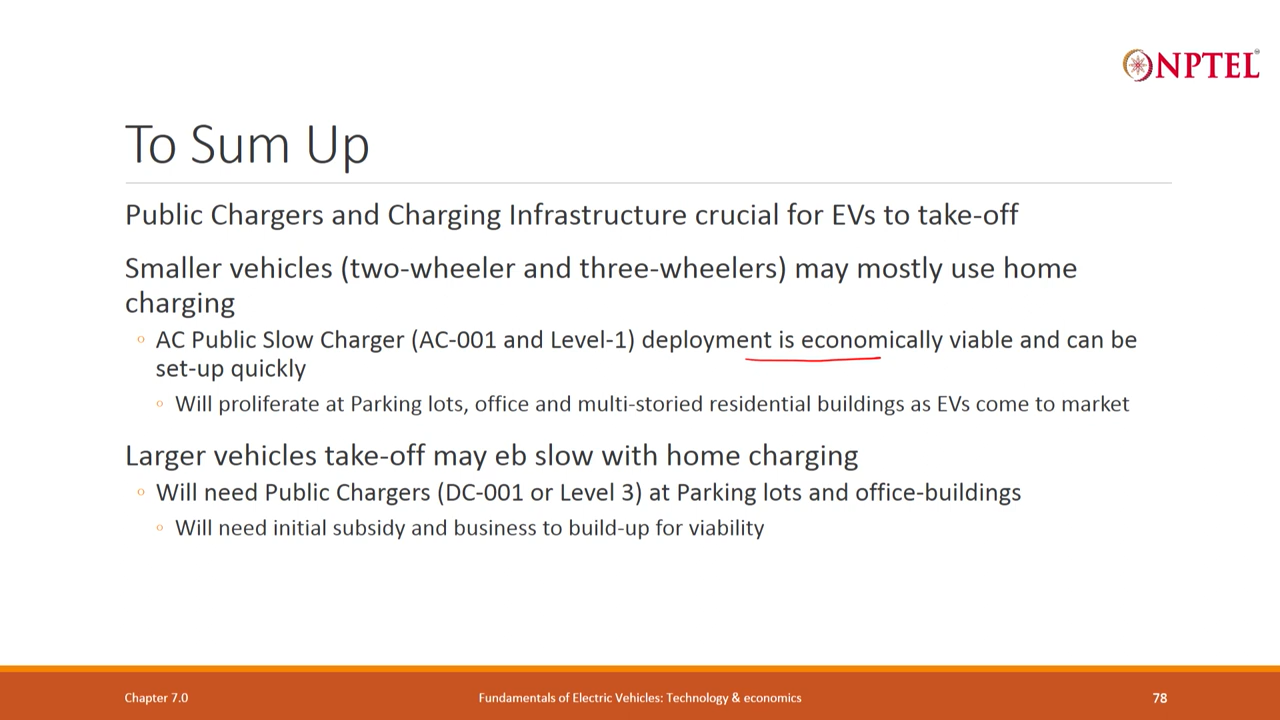 NPTEL
To Sum Up
Public Chargers and Charging Infrastructure crucial for EVs to take-off
Smaller vehicles (two-wheeler and three-wheelers) may mostly use home
charging
◦ AC Public Slow Charger (AC-001 and Level-1) deployment is economically viable and can be
set-up quickly
◦ Will proliferate at Parking lots, office and multi-storied residential buildings as EVs come to market
Larger vehicles take-off may eb slow with home charging
◦ Will need Public Chargers (DC-001 or Level 3) at Parking lots and office-buildings
◦ Will need initial subsidy and business to build-up for viability
Chapter 7.0
Fundamentals of Electric Vehicles: Technology & economics
78